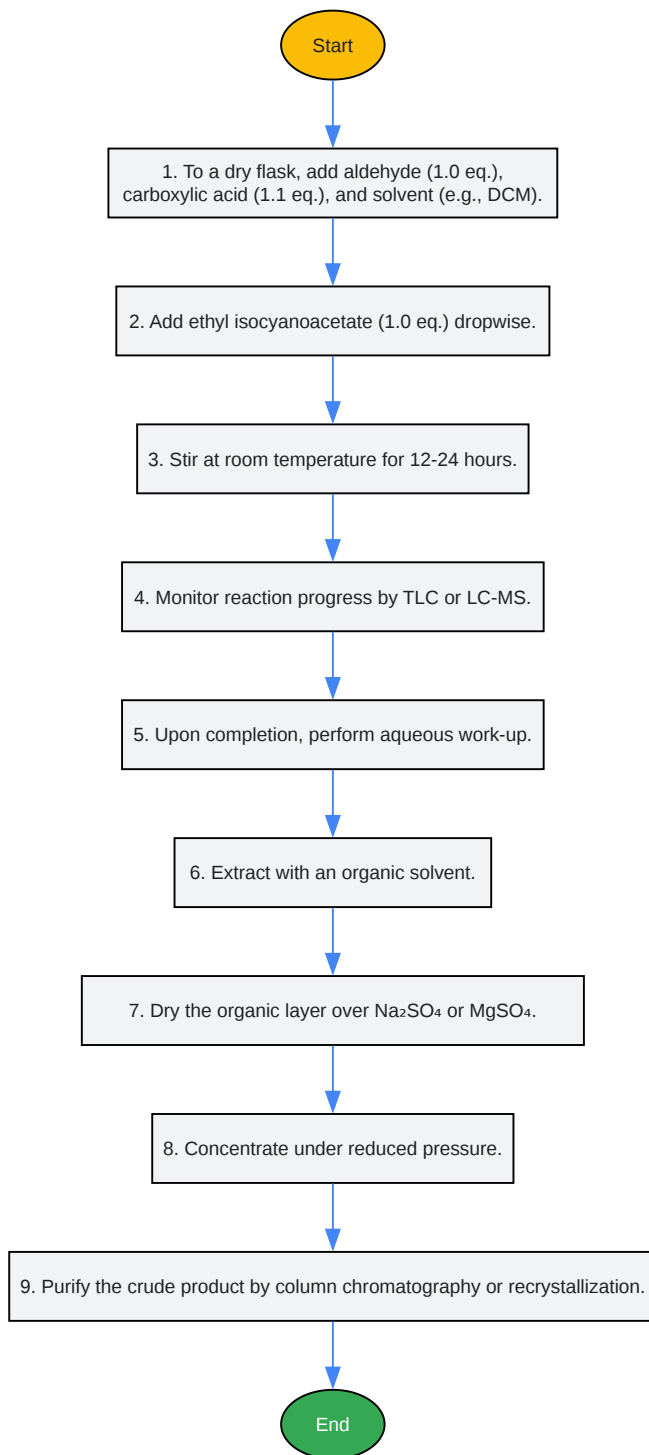 Start
1. To a dry flask, add aldehyde (1.0 eq.),
carboxylic acid (1.1 eq.), and solvent (e.g., DCM).
2. Add ethyl isocyanoacetate (1.0 eq.) dropwise.
3. Stir at room temperature for 12-24 hours.
4. Monitor reaction progress by TLC or LC-MS.
5. Upon completion, perform aqueous work-up.
6. Extract with an organic solvent.
7. Dry the organic layer over Na₂SO₄ or MgSO₄.
8. Concentrate under reduced pressure.
9. Purify the crude product by column chromatography or recrystallization.
End